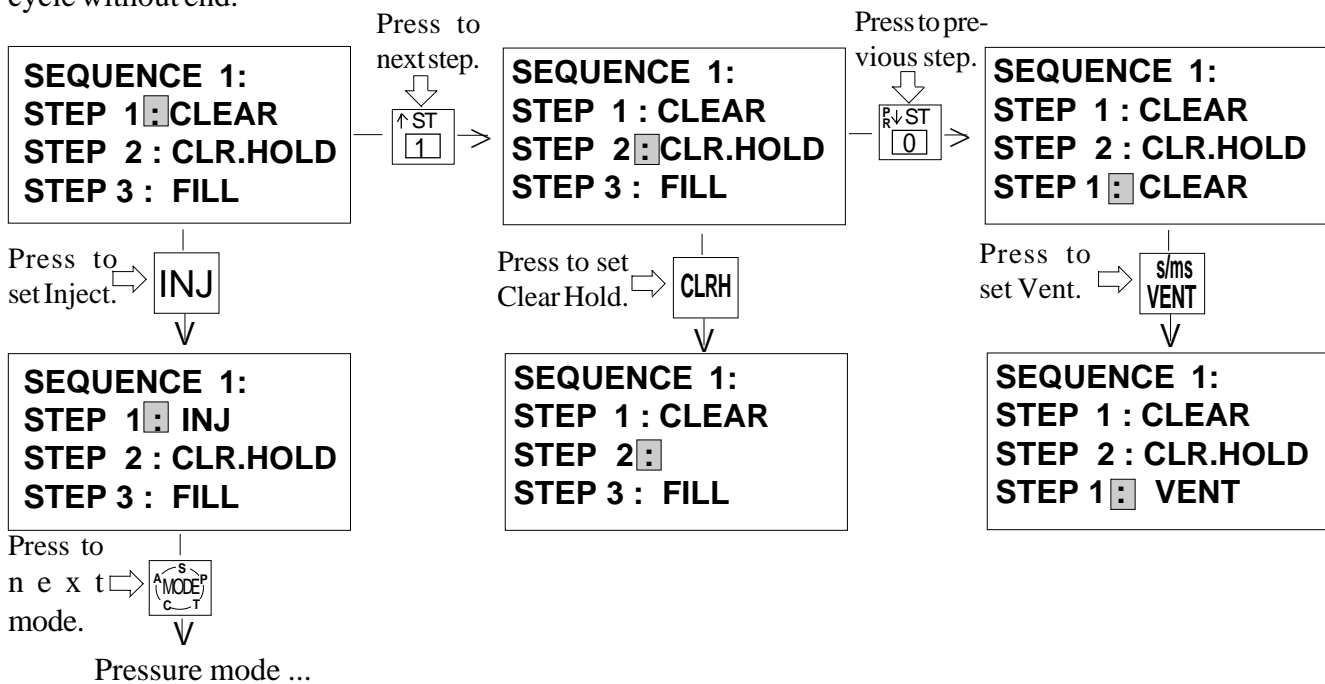 cycle without end.
Press to
next step.
Press to pre-
vious step.
SEQUENCE 1:
STEP 1 : CLEAR
STEP 2 : CLR.HOLD
STEP 3 : FILL
↑ ST
1
SEQUENCE 1:
STEP 1 : CLEAR
STEP 2 : CLR.HOLD
STEP 3 : FILL
PR ↓ ST
0
SEQUENCE 1:
STEP 1 : CLEAR
STEP 2 : CLR.HOLD
STEP 1 : CLEAR
Press to
set Inject.
INJ
Press to set
Clear Hold.
CLRH
Press to
set Vent.
s/ms
VENT
SEQUENCE 1:
STEP 1 : INJ
STEP 2 : CLR.HOLD
STEP 3 : FILL
SEQUENCE 1:
STEP 1 : CLEAR
STEP 2 :
STEP 3 : FILL
SEQUENCE 1:
STEP 1 : CLEAR
STEP 2 : CLR.HOLD
STEP 1 : VENT
Press to
next
mode.
S
A MODE P
C T
Pressure mode ...